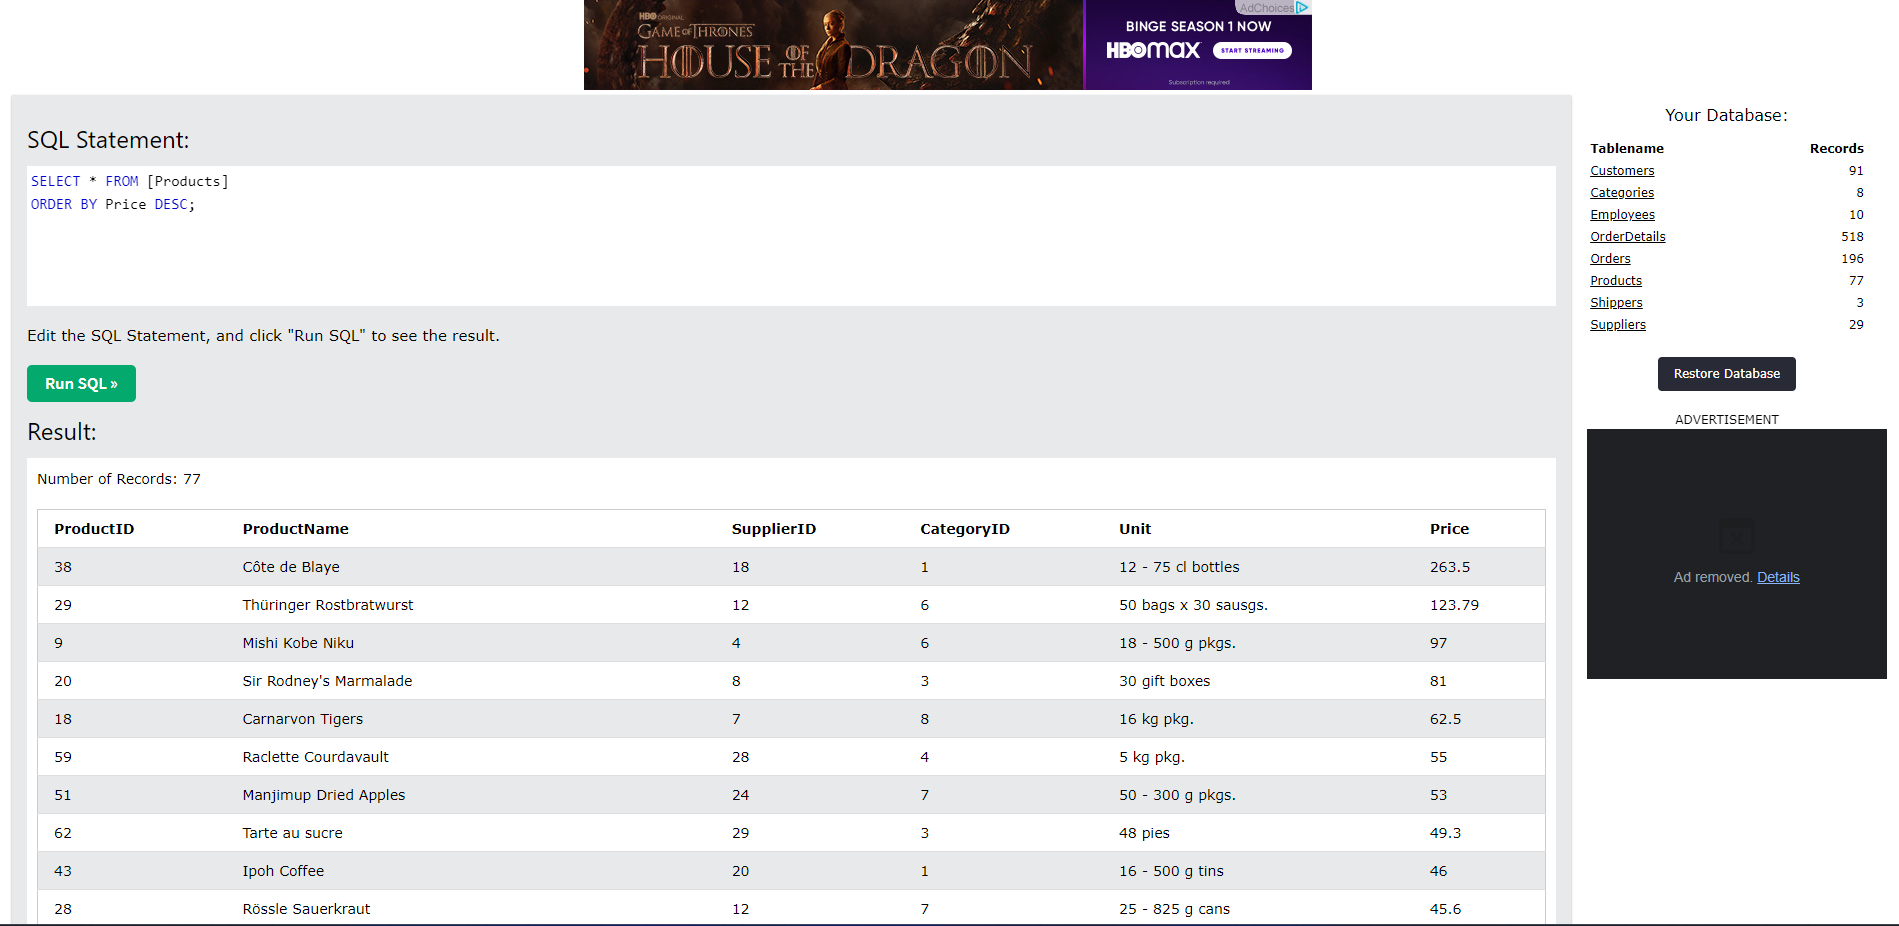 HBO ORIGINAL
GAME OF THRONES
HOUSE OF THE DRAGON
AdChoices
BINGE SEASON 1 NOW
HBOmax START STREAMING
Subscription required
SQL Statement:
SELECT * FROM [Products]
ORDER BY Price DESC;
Edit the SQL Statement, and click "Run SQL" to see the result.
Run SQL »
Result:
Number of Records: 77
ProductID ProductName SupplierID CategoryID Unit Price
38 Côte de Blaye 18 1 12 - 75 cl bottles 263.5
29 Thüringer Rostbratwurst 12 6 50 bags x 30 sausgs. 123.79
9 Mishi Kobe Niku 4 6 18 - 500 g pkgs. 97
20 Sir Rodney's Marmalade 8 3 30 gift boxes 81
18 Carnarvon Tigers 7 8 16 kg pkg. 62.5
59 Raclette Courdavault 28 4 5 kg pkg. 55
51 Manjimup Dried Apples 24 7 50 - 300 g pkgs. 53
62 Tarte au sucre 29 3 48 pies 49.3
43 Ipoh Coffee 20 1 16 - 500 g tins 46
28 Rössle Sauerkraut 12 7 25 - 825 g cans 45.6
Your Database:
Tablename Records
Customers 91
Categories 8
Employees 10
OrderDetails 518
Orders 196
Products 77
Shippers 3
Suppliers 29
Restore Database
ADVERTISEMENT
Ad removed. Details